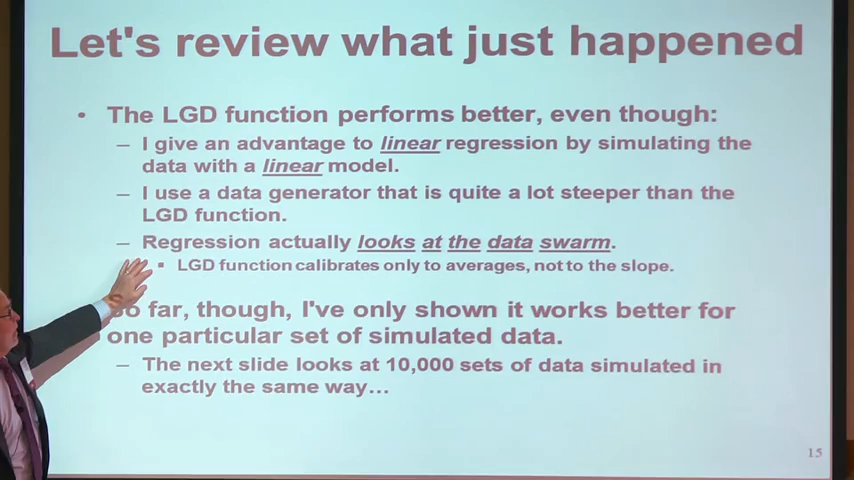 Let's review what just happened
• The LGD function performs better, even though:
– I give an advantage to linear regression by simulating the
data with a linear model.
– I use a data generator that is quite a lot steeper than the
LGD function.
– Regression actually looks at the data swarm.
▪ LGD function calibrates only to averages, not to the slope.
So far, though, I've only shown it works better for
one particular set of simulated data.
– The next slide looks at 10,000 sets of data simulated in
exactly the same way…
15